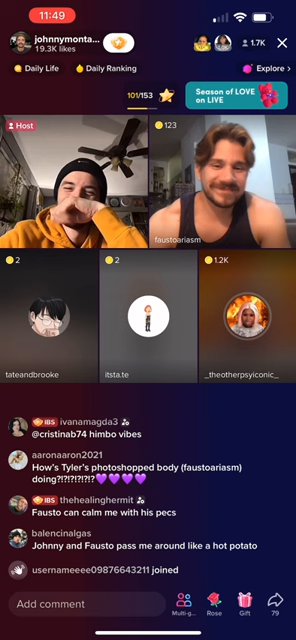 11:49
johnnymonta...
19.3K likes
1.7K
Daily Life
Daily Ranking
Explore >
101/153
Season of LOVE
on LIVE
Host
123
faustoariasm
2
tateandbrooke
2
itsta.te
1.2K
_theotherpsyiconic_
IBS ivanamagda3
@cristinab74 himbo vibes
aaronaaron2021
How's Tyler's photoshopped body (faustoariasm)
doing?!?!?!?!?!?💜💜💜💜
IBS thehealinghermit
Fausto can calm me with his pecs
balencinalgas
Johnny and Fausto pass me around like a hot potato
usernameeee09876643211 joined
Add comment
Multi-g...
Rose
Gift
79